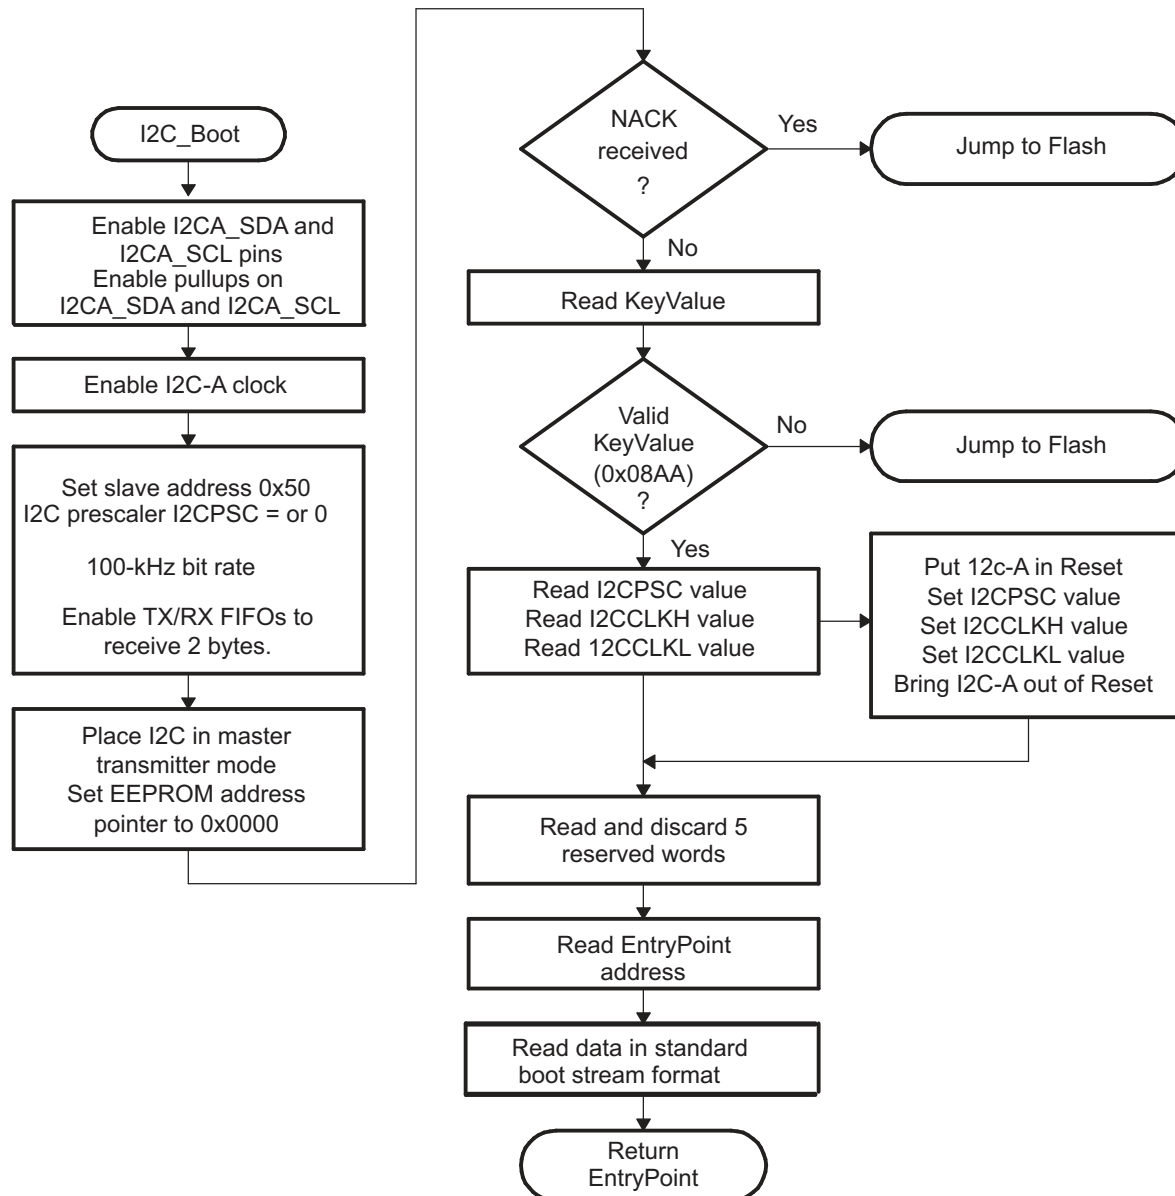 I2C_Boot
Enable I2CA_SDA and
I2CA_SCL pins
Enable pullups on
I2CA_SDA and I2CA_SCL
Enable I2C-A clock
Set slave address 0x50
I2C prescaler I2CPSC = or 0
100-kHz bit rate
Enable TX/RX FIFOs to
receive 2 bytes.
Place I2C in master
transmitter mode
Set EEPROM address
pointer to 0x0000
NACK
received
?
Yes
Jump to Flash
No
Read KeyValue
Valid
KeyValue
(0x08AA)
?
No
Jump to Flash
Yes
Read I2CPSC value
Read I2CCLKH value
Read 12CCLKL value
Put 12c-A in Reset
Set I2CPSC value
Set I2CCLKH value
Set I2CCLKL value
Bring I2C-A out of Reset
Read and discard 5
reserved words
Read EntryPoint
address
Read data in standard
boot stream format
Return
EntryPoint